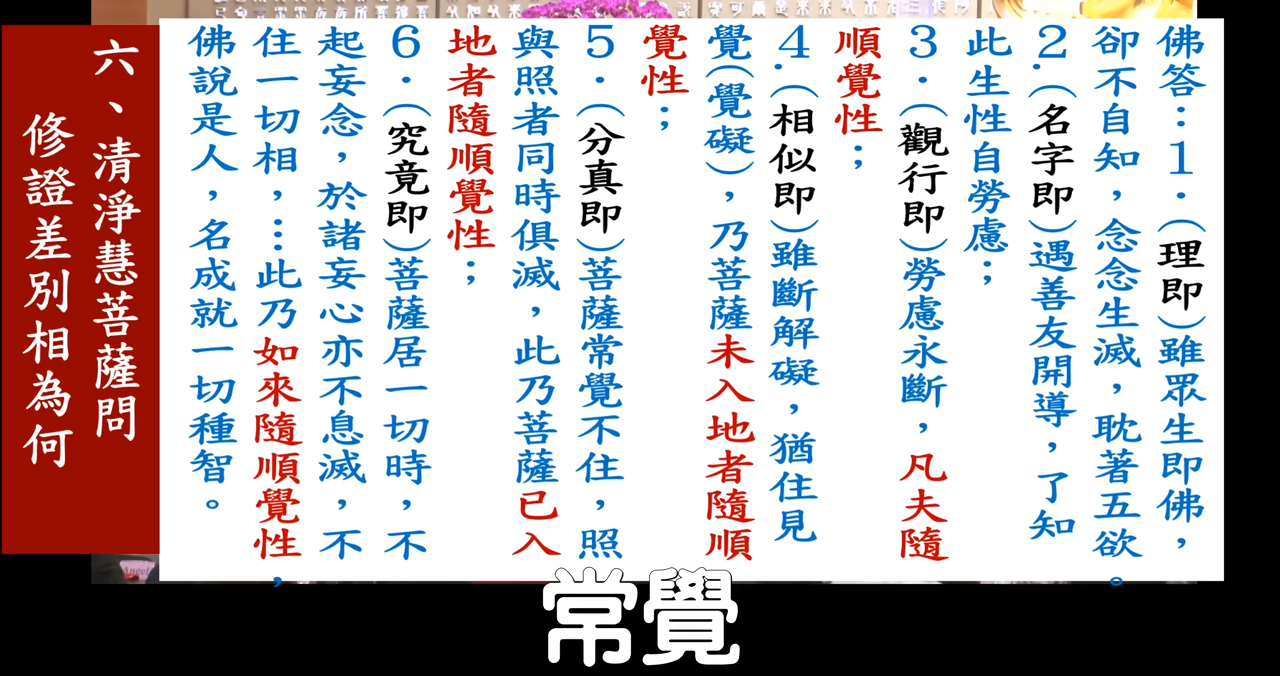 佛答：１．（理即）雖眾生即佛，
卻不自知，念念生滅，耽著五欲。
２．（名字即）遇善友開導，了知
此生性自勞慮；
３．（觀行即）勞慮永斷，凡夫隨
順覺性；
４．（相似即）雖斷解礙，猶住見
覺（覺礙），乃菩薩未入地者隨順
覺性；
５．（分真即）菩薩常覺不住，照
與照者同時俱滅，此乃菩薩已入
地者隨順覺性；
６．（究竟即）菩薩居一切時，不
起妄念，於諸妄心亦不息滅，不
住一切相，…此乃如來隨順覺性，
佛說是人，名成就一切種智。
六、清淨慧菩薩問
修證差別相為何
Angel
常覺